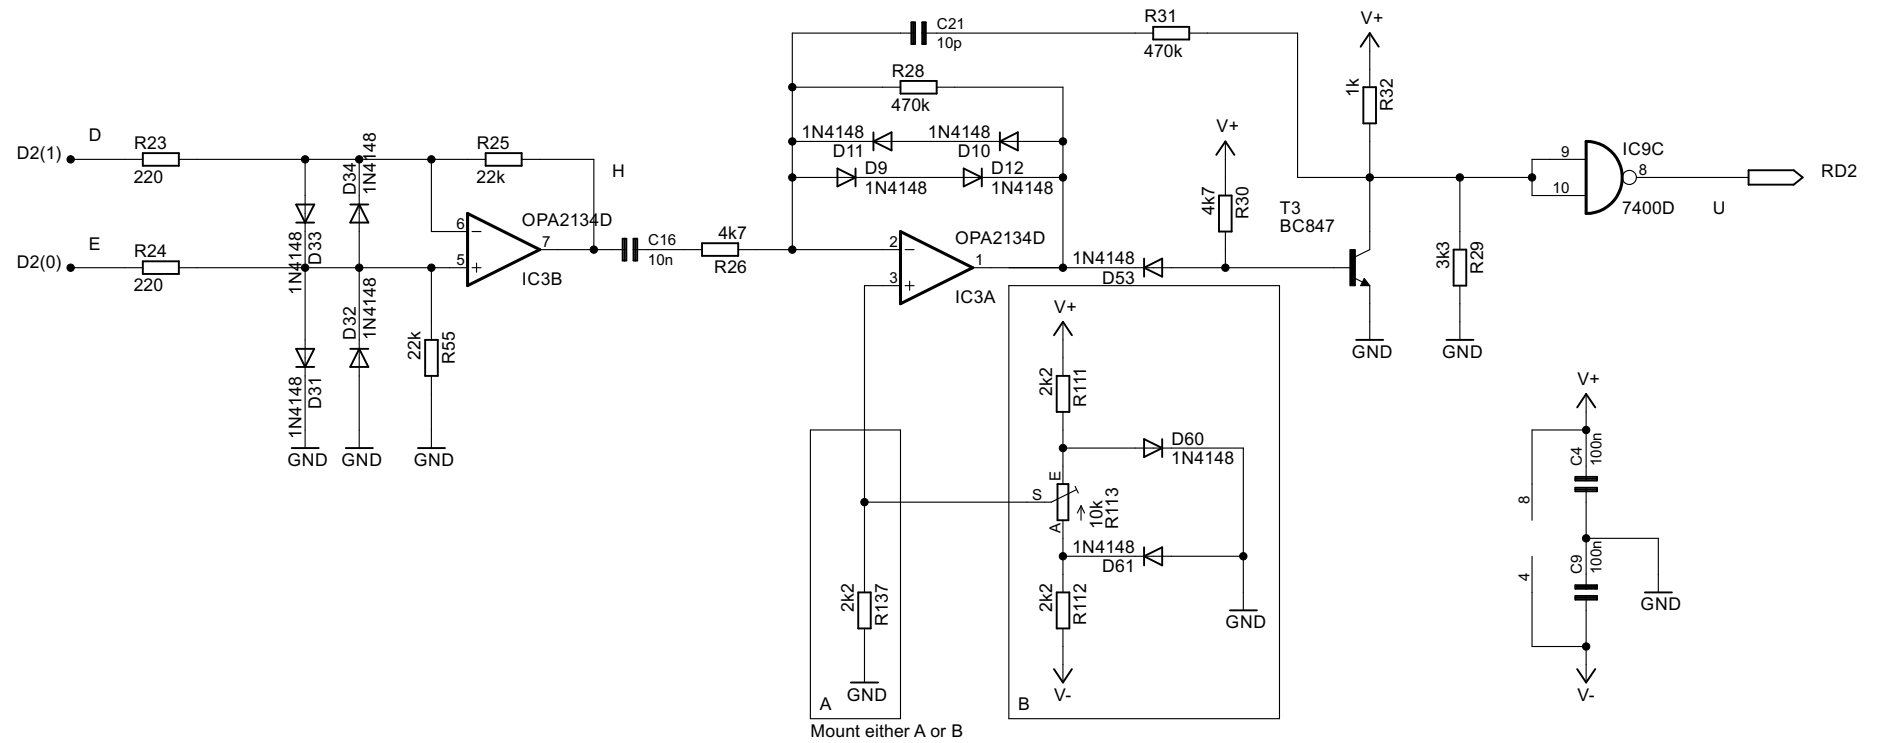 C21
10p
R31
470k
V+
1k
R32
R28
470k
1N4148
D11
1N4148
D10
D9
1N4148
D12
1N4148
V+
4k7
R30
T3
BC847
9
10
IC9C
8
7400D
U
RD2
D2(1)
D
R23
220
D34
1N4148
R25
22k
H
D2(0)
E
R24
220
1N4148
D33
6
5
7
OPA2134D
IC3B
C16
10n
4k7
R26
2
3
1
OPA2134D
IC3A
1N4148
D53
3k3
R29
GND
GND
1N4148
D31
D32
1N4148
22k
R55
GND
GND
GND
V+
2k2
R111
D60
1N4148
E
S
A
10k
R113
1N4148
D61
2k2
R112
GND
V-
B
2k2
R137
GND
A
Mount either A or B
V+
C4
100n
8
C9
100n
4
GND
V-